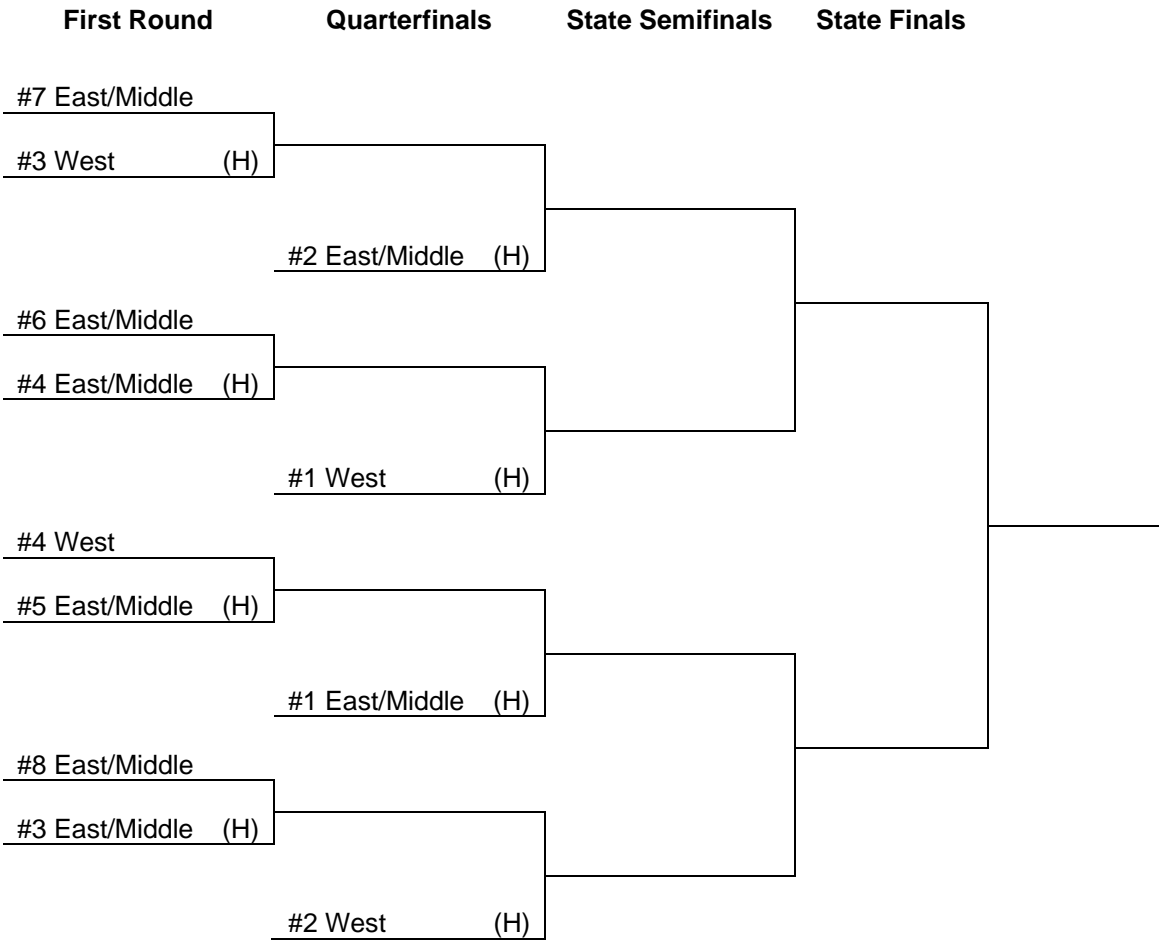 First Round Quarterfinals State Semifinals State Finals
#7 East/Middle
#3 West (H)
#2 East/Middle (H)
#6 East/Middle
#4 East/Middle (H)
#1 West (H)
#4 West
#5 East/Middle (H)
#1 East/Middle (H)
#8 East/Middle
#3 East/Middle (H)
#2 West (H)